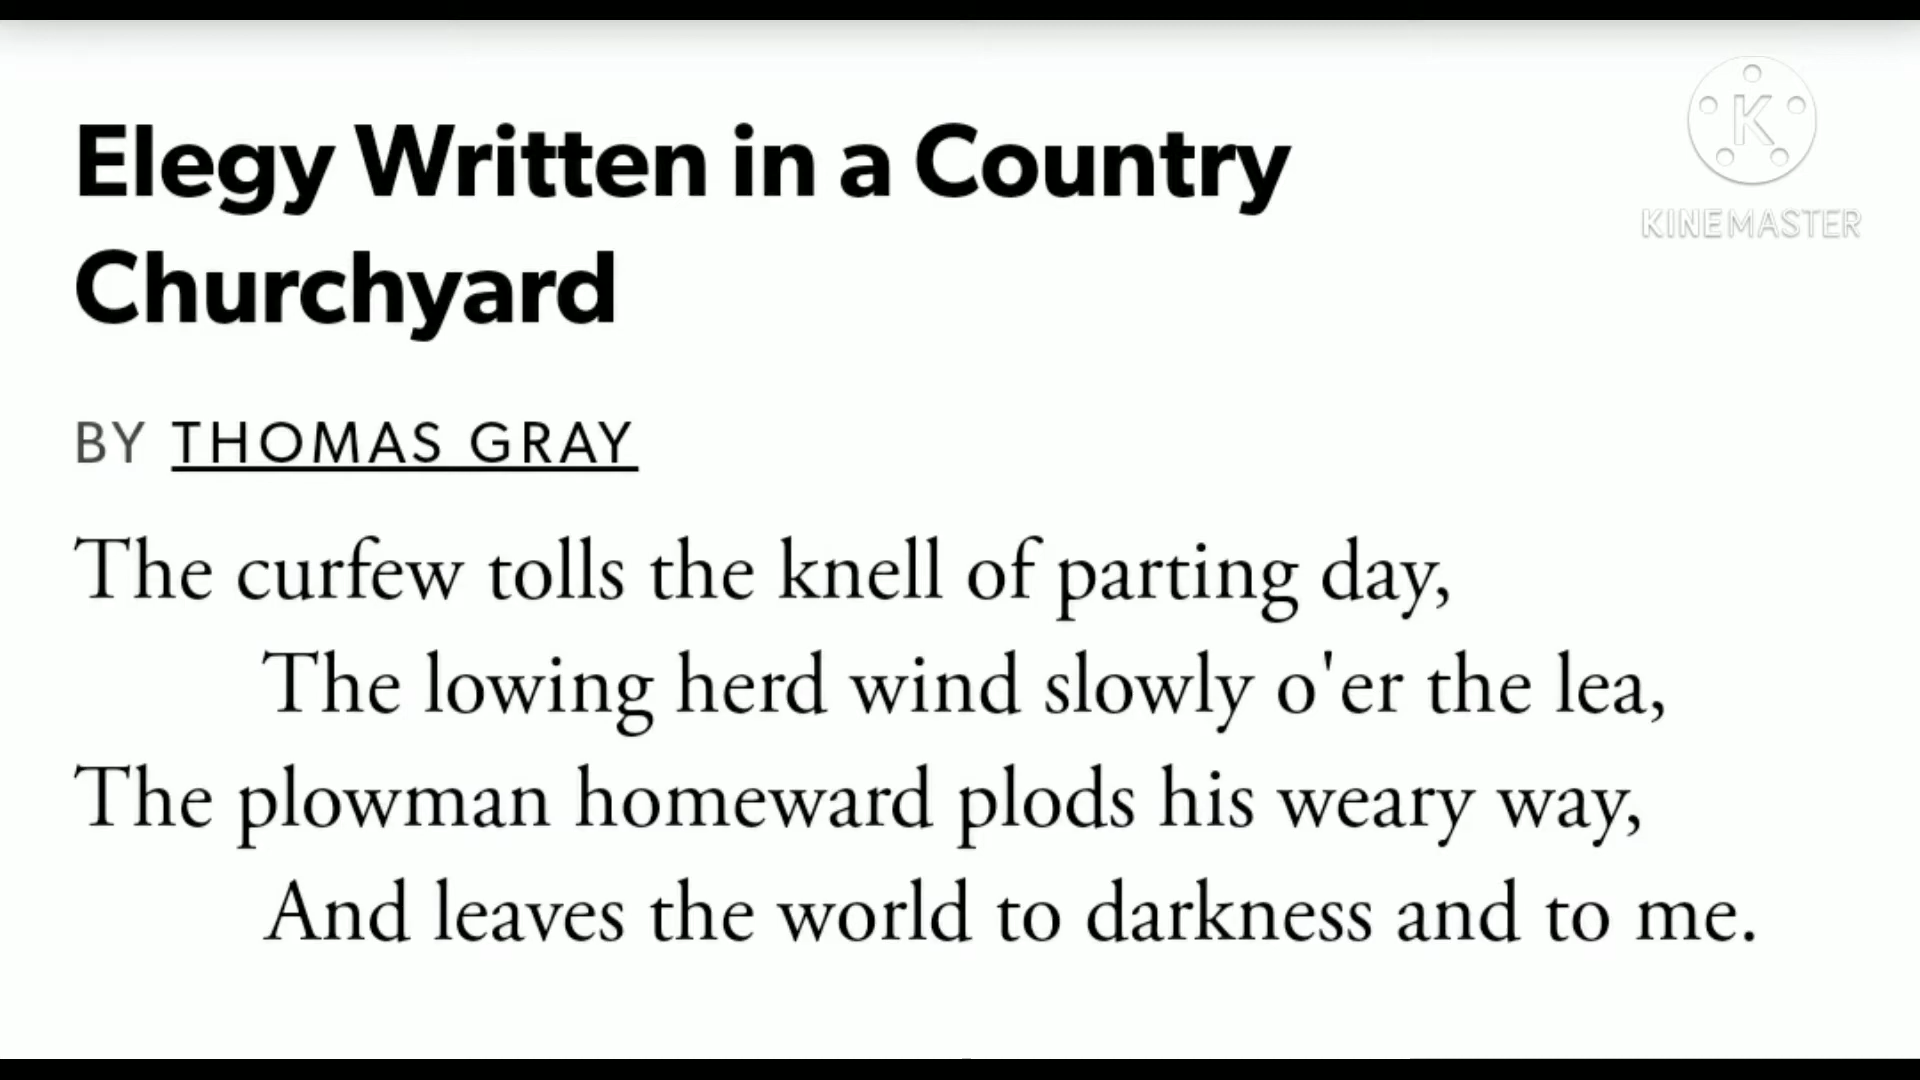 Elegy Written in a Country
Churchyard
K
KINEMASTER
BY THOMAS GRAY
The curfew tolls the knell of parting day,
The lowing herd wind slowly o'er the lea,
The plowman homeward plods his weary way,
And leaves the world to darkness and to me.